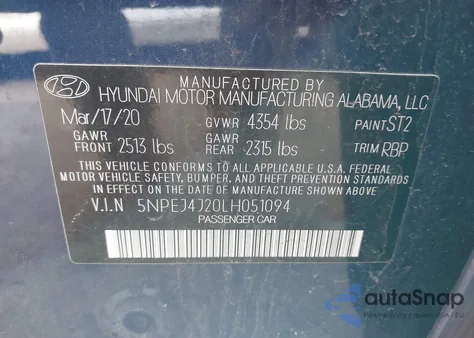 MANUFACTURED BY
HYUNDAI MOTOR MANUFACTURING ALABAMA, LLC
Mar/17/20 GVWR 4354 lbs PAINT ST2
GAWR FRONT 2513 lbs GAWR REAR 2315 lbs TRIM RBP
THIS VEHICLE CONFORMS TO ALL APPLICABLE U.S.A. FEDERAL
MOTOR VEHICLE SAFETY, BUMPER, AND THEFT PREVENTION STANDARDS
IN EFFECT ON THE DATE OF MANUFACTURE SHOWN ABOVE.
V.I.N 5NPEJ4J20LH051094
PASSENGER CAR
autoSnap